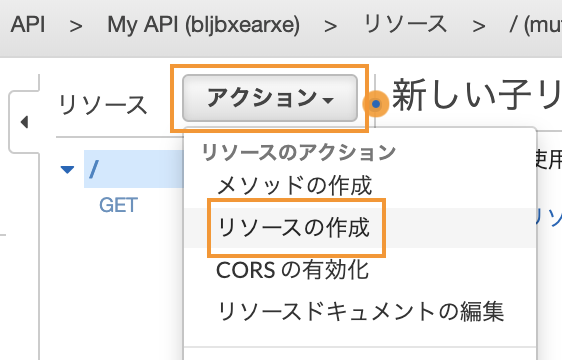 API > My API (bljbxearxe) > リソース > / (mu
リソース
アクション
新しい子リ
リソースのアクション
/
使用
メソッドの作成
GET
リソースの作成
リソ
CORS の有効化
リソースドキュメントの編集